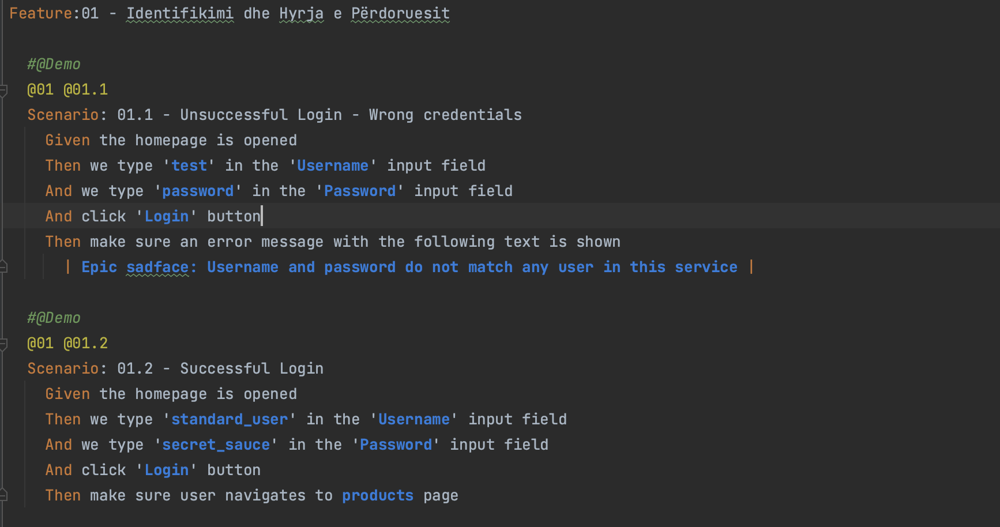 Feature:01 - Identifikimi dhe Hyrja e Përdoruesit
#@Demo
@01 @01.1
Scenario: 01.1 - Unsuccessful Login - Wrong credentials
Given the homepage is opened
Then we type 'test' in the 'Username' input field
And we type 'password' in the 'Password' input field
And click 'Login' button
Then make sure an error message with the following text is shown
| Epic sadface: Username and password do not match any user in this service |
#@Demo
@01 @01.2
Scenario: 01.2 - Successful Login
Given the homepage is opened
Then we type 'standard_user' in the 'Username' input field
And we type 'secret_sauce' in the 'Password' input field
And click 'Login' button
Then make sure user navigates to products page